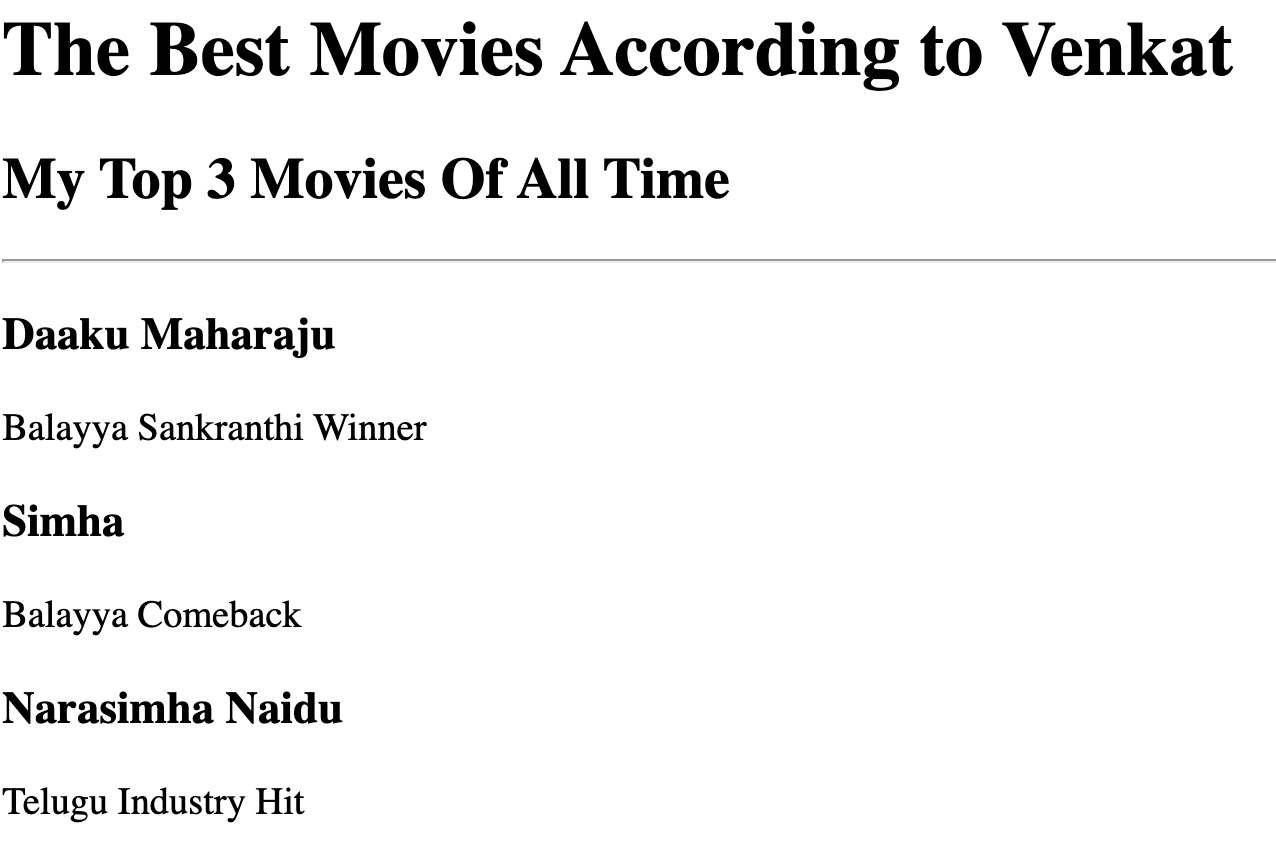 The Best Movies According to Venkat
My Top 3 Movies Of All Time
Daaku Maharaju
Balayya Sankranthi Winner
Simha
Balayya Comeback
Narasimha Naidu
Telugu Industry Hit